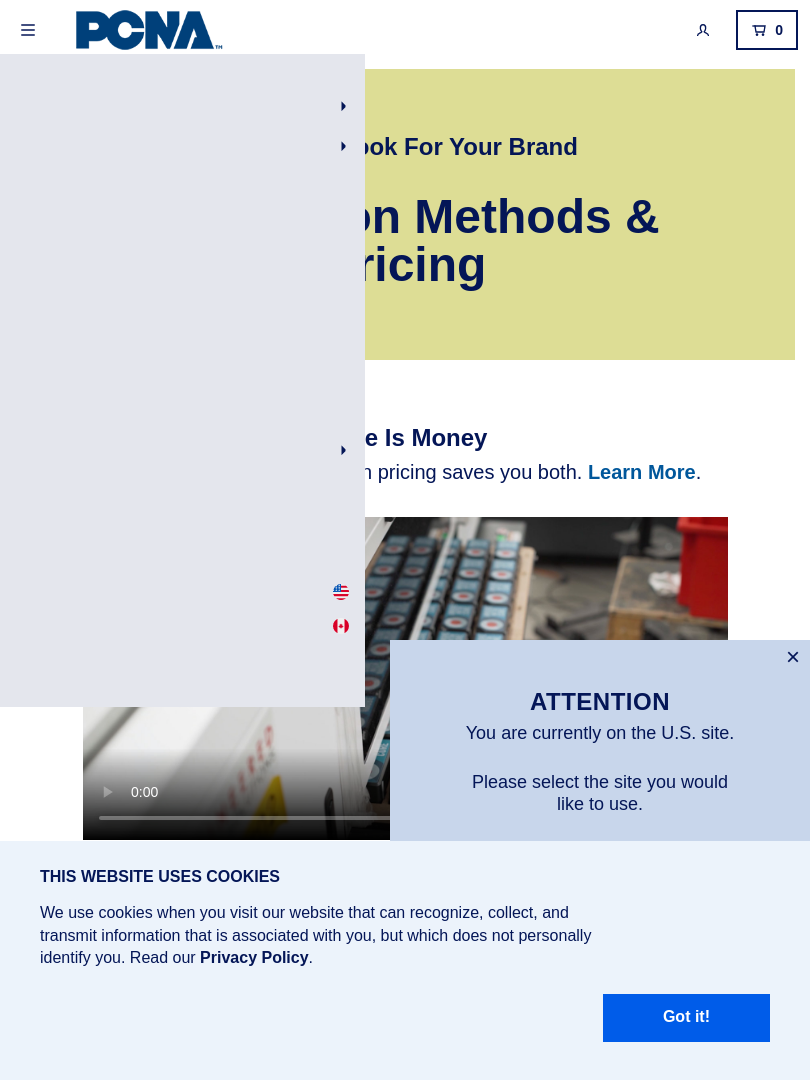 PCNA™
0
ook For Your Brand
on Methods &
ricing
e Is Money
n pricing saves you both. Learn More.
ATTENTION
You are currently on the U.S. site.
Please select the site you would
like to use.
0:00
THIS WEBSITE USES COOKIES
We use cookies when you visit our website that can recognize, collect, and
transmit information that is associated with you, but which does not personally
identify you. Read our Privacy Policy.
Got it!